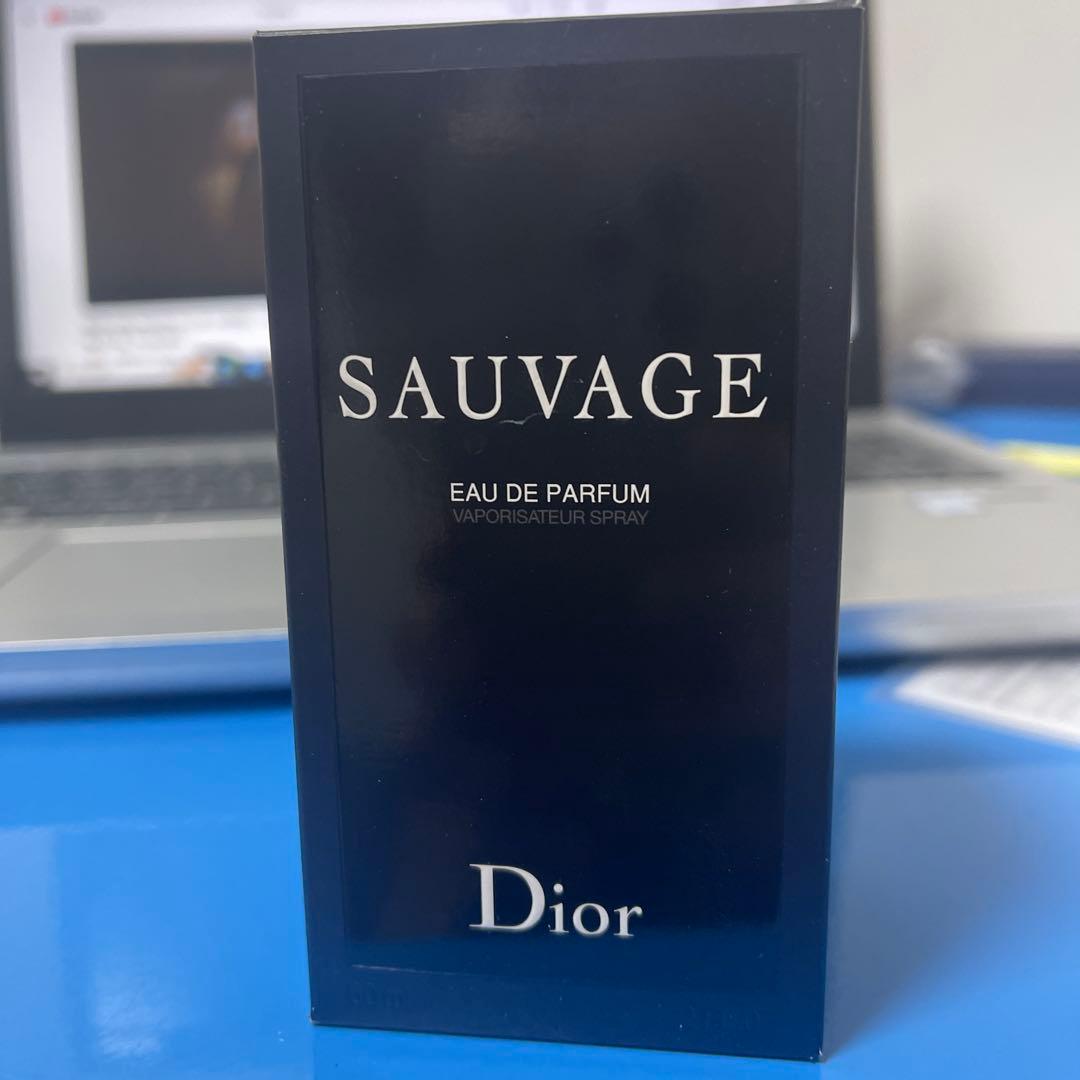 SAUVAGE
EAU DE PARFUM
VAPORISATEUR SPRAY
Dior